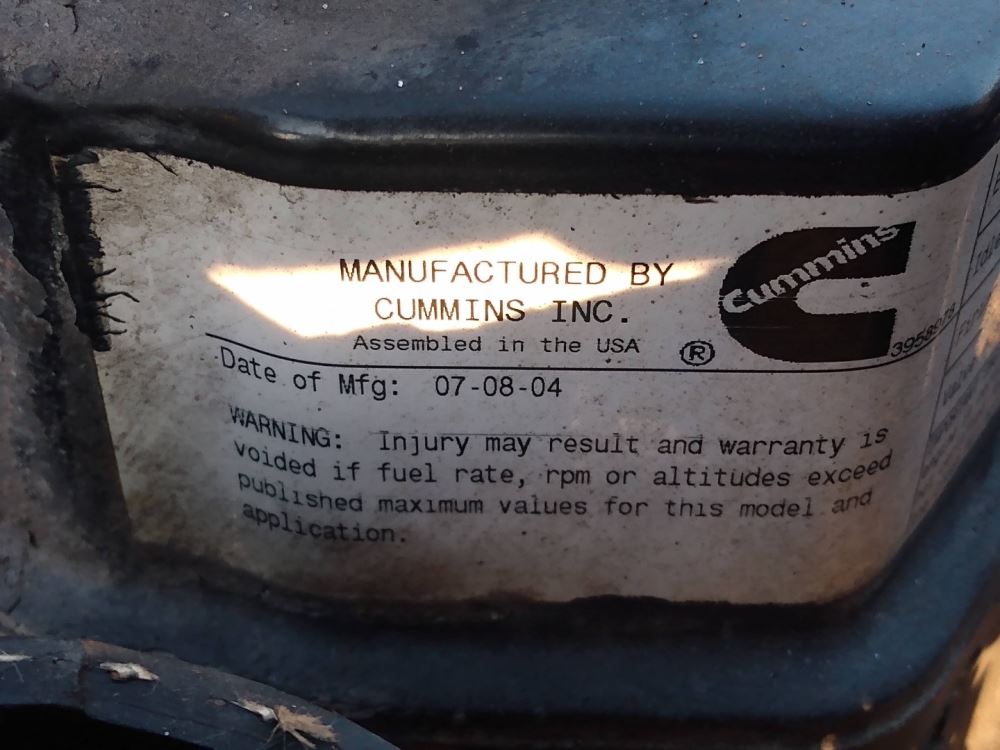 MANUFACTURED BY
CUMMINS INC.
Assembled in the USA ®
Cummins
Date of Mfg: 07-08-04
WARNING: Injury may result and warranty is
voided if fuel rate, rpm or altitudes exceed
published maximum values for this model and
application.